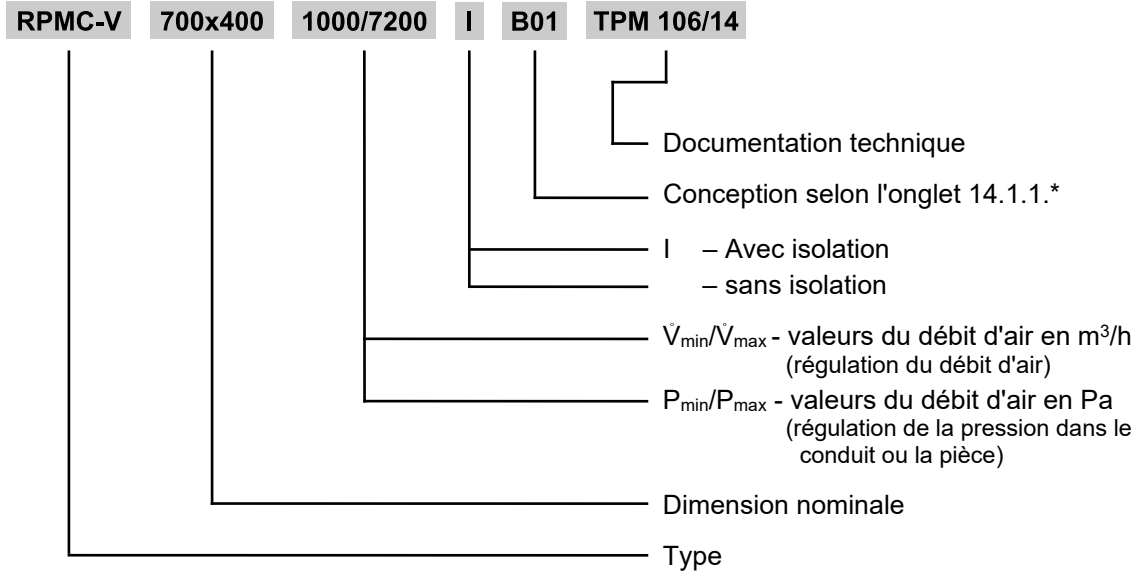 RPMC-V 700x400 1000/7200 I B01 TPM 106/14
Documentation technique
Conception selon l'onglet 14.1.1.*
I – Avec isolation
– sans isolation
V̇min/V̇max - valeurs du débit d'air en m³/h
(régulation du débit d'air)
Pmin/Pmax - valeurs du débit d'air en Pa
(régulation de la pression dans le
conduit ou la pièce)
Dimension nominale
Type